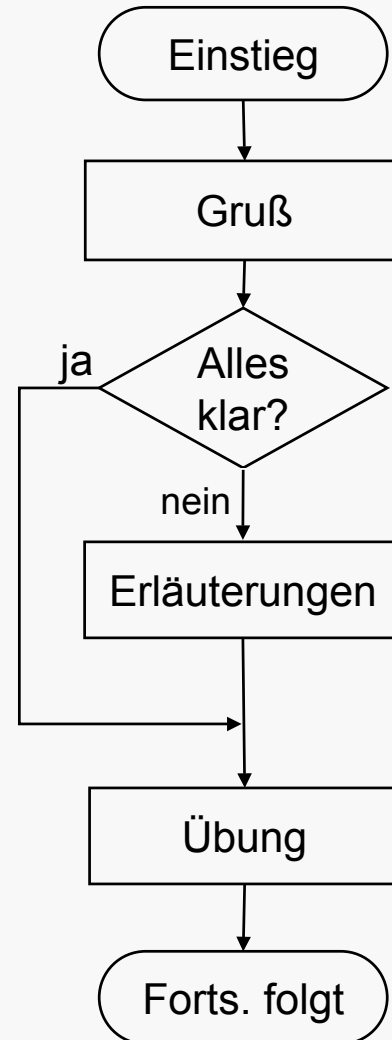 Einstieg
Gruß
ja
Alles
klar?
nein
Erläuterungen
Übung
Forts. folgt